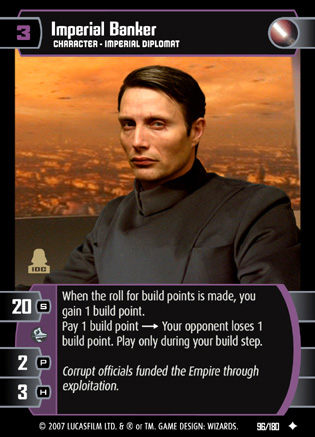 3 Imperial Banker
CHARACTER • IMPERIAL DIPLOMAT
IDC
20 S
2 P
3 H
When the roll for build points is made, you
gain 1 build point.
Pay 1 build point → Your opponent loses 1
build point. Play only during your build step.
Corrupt officials funded the Empire through
exploitation.
© 2007 LUCASFILM LTD. & ® or TM. GAME DESIGN: WIZARDS. 96/180